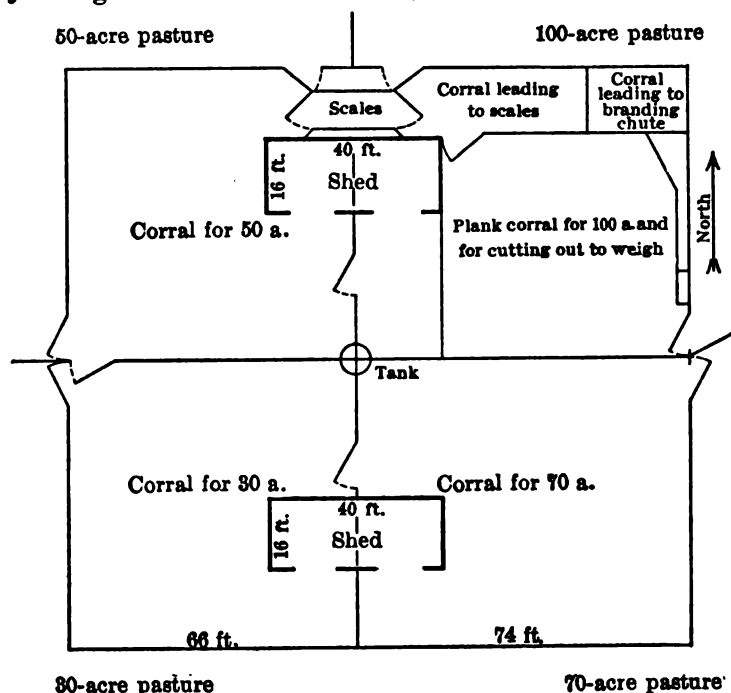 50-acre pasture
100-acre pasture
Scales
Corral leading
to scales
Corral
leading to
branding
chute
40 ft.
16 ft.
Shed
North
Corral for 50 a.
Plank corral for 100 a. and
for cutting out to weigh
Tank
Corral for 30 a.
Corral for 70 a.
40 ft.
16 ft.
Shed
66 ft.
74 ft.
30-acre pasture
70-acre pasture